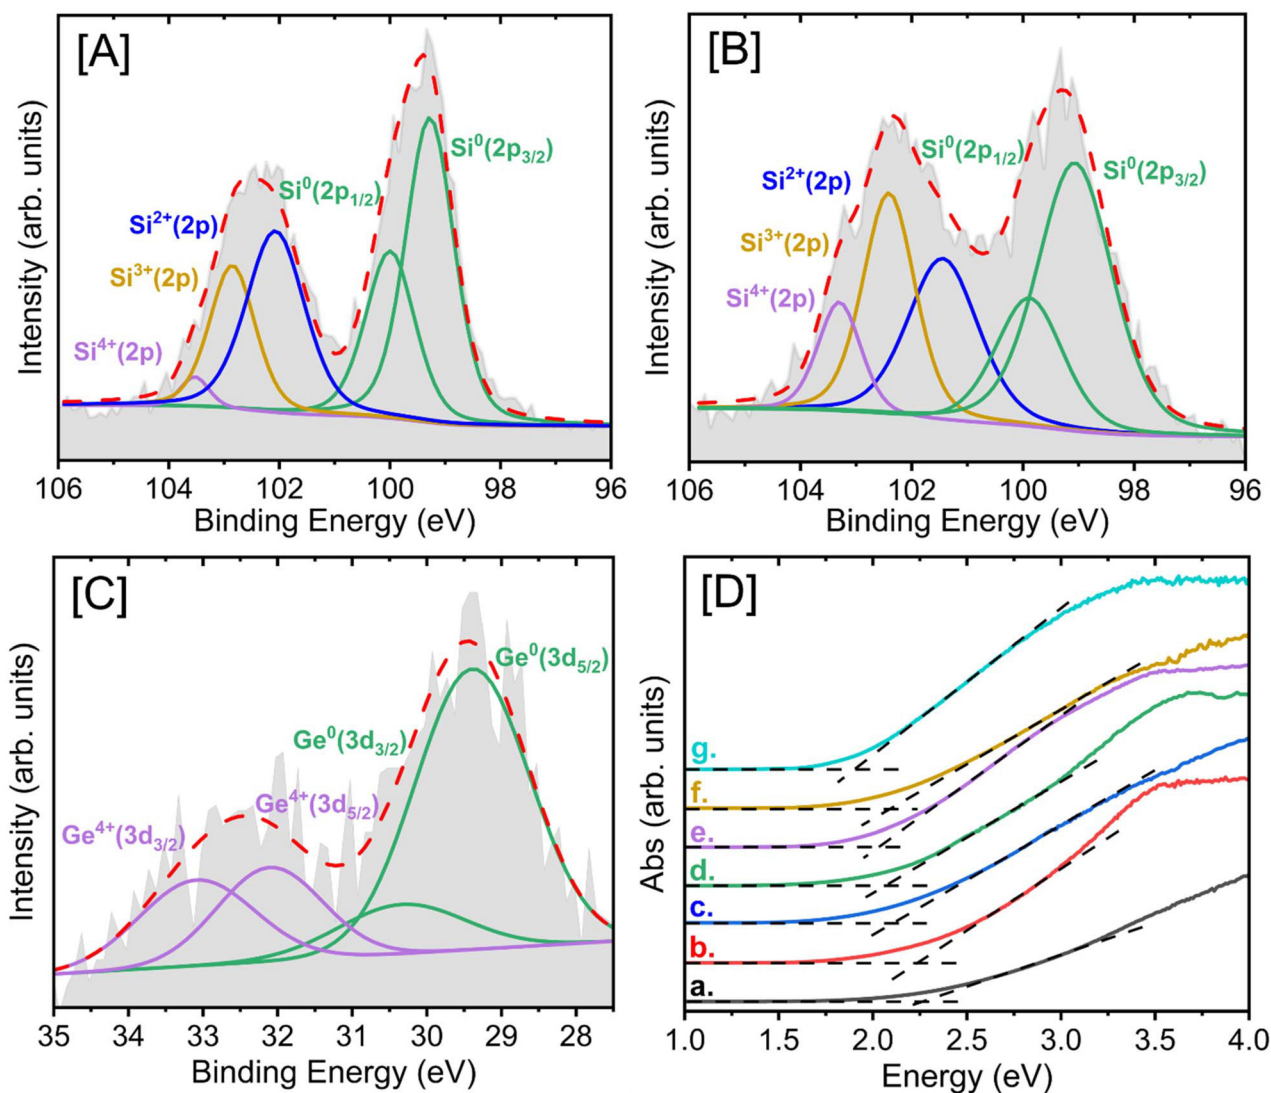 [A]
Si⁰(2p₃/₂)
Si⁰(2p₁/₂)
Si²⁺(2p)
Si³⁺(2p)
Si⁴⁺(2p)
Intensity (arb. units)
106 104 102 100 98 96
Binding Energy (eV)
[B]
Si⁰(2p₁/₂)
Si⁰(2p₃/₂)
Si²⁺(2p)
Si³⁺(2p)
Si⁴⁺(2p)
Intensity (arb. units)
106 104 102 100 98 96
Binding Energy (eV)
[C]
Ge⁰(3d₅/₂)
Ge⁰(3d₃/₂)
Ge⁴⁺(3d₅/₂)
Ge⁴⁺(3d₃/₂)
Intensity (arb. units)
35 34 33 32 31 30 29 28
Binding Energy (eV)
[D]
g.
f.
e.
d.
c.
b.
a.
Abs (arb. units)
1.0 1.5 2.0 2.5 3.0 3.5 4.0
Energy (eV)